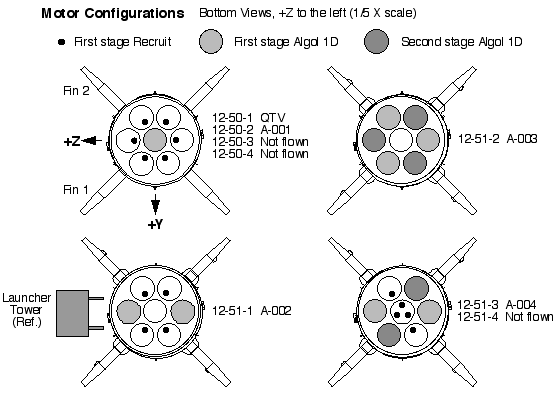 Motor Configurations Bottom Views, +Z to the left (1/5 X scale)
First stage Recruit First stage Algol 1D Second stage Algol 1D
Fin 2
+Z
Fin 1
+Y
12-50-1 QTV
12-50-2 A-001
12-50-3 Not flown
12-50-4 Not flown
12-51-2 A-003
Launcher
Tower
(Ref.)
12-51-1 A-002
12-51-3 A-004
12-51-4 Not flown